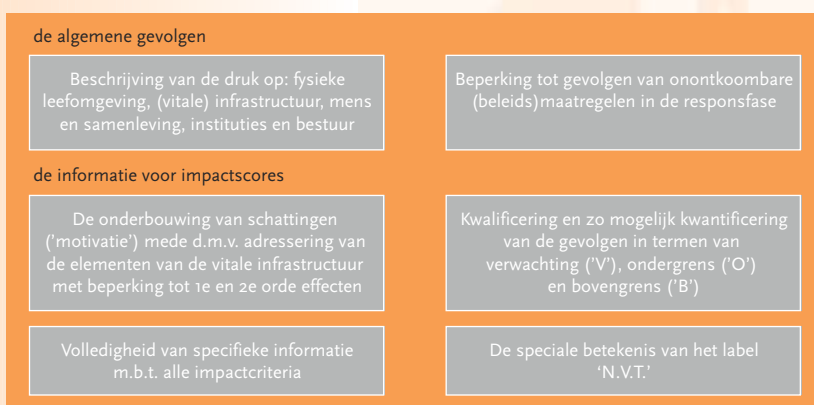 de algemene gevolgen
Beschrijving van de druk op: fysieke
leefomgeving, (vitale) infrastructuur, mens
en samenleving, instituties en bestuur
Beperking tot gevolgen van onontkoombare
(beleids)maatregelen in de responsfase
de informatie voor impactscores
De onderbouwing van schattingen
('motivatie') mede d.m.v. adressering van
de elementen van de vitale infrastructuur
met beperking tot 1e en 2e orde effecten
Kwalificering en zo mogelijk kwantificering
van de gevolgen in termen van
verwachting ('V'), ondergrens ('O')
en bovengrens ('B')
Volledigheid van specifieke informatie
m.b.t. alle impactcriteria
De speciale betekenis van het label
'N.V.T.'